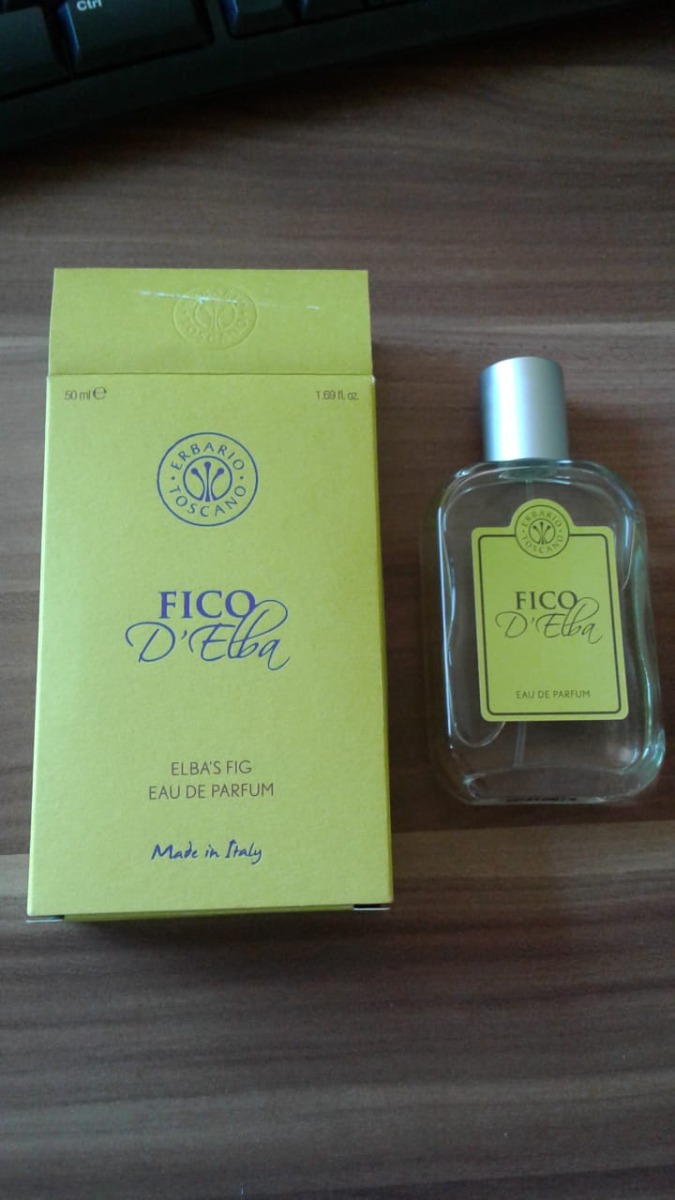 Ctrl
ERBARIO
TOSCANO
50 ml ℮
1.69 fl. oz.
ERBARIO
TOSCANO
FICO
D'Elba
ELBA'S FIG
EAU DE PARFUM
Made in Italy
ERBARIO
TOSCANO
FICO
D'Elba
EAU DE PARFUM